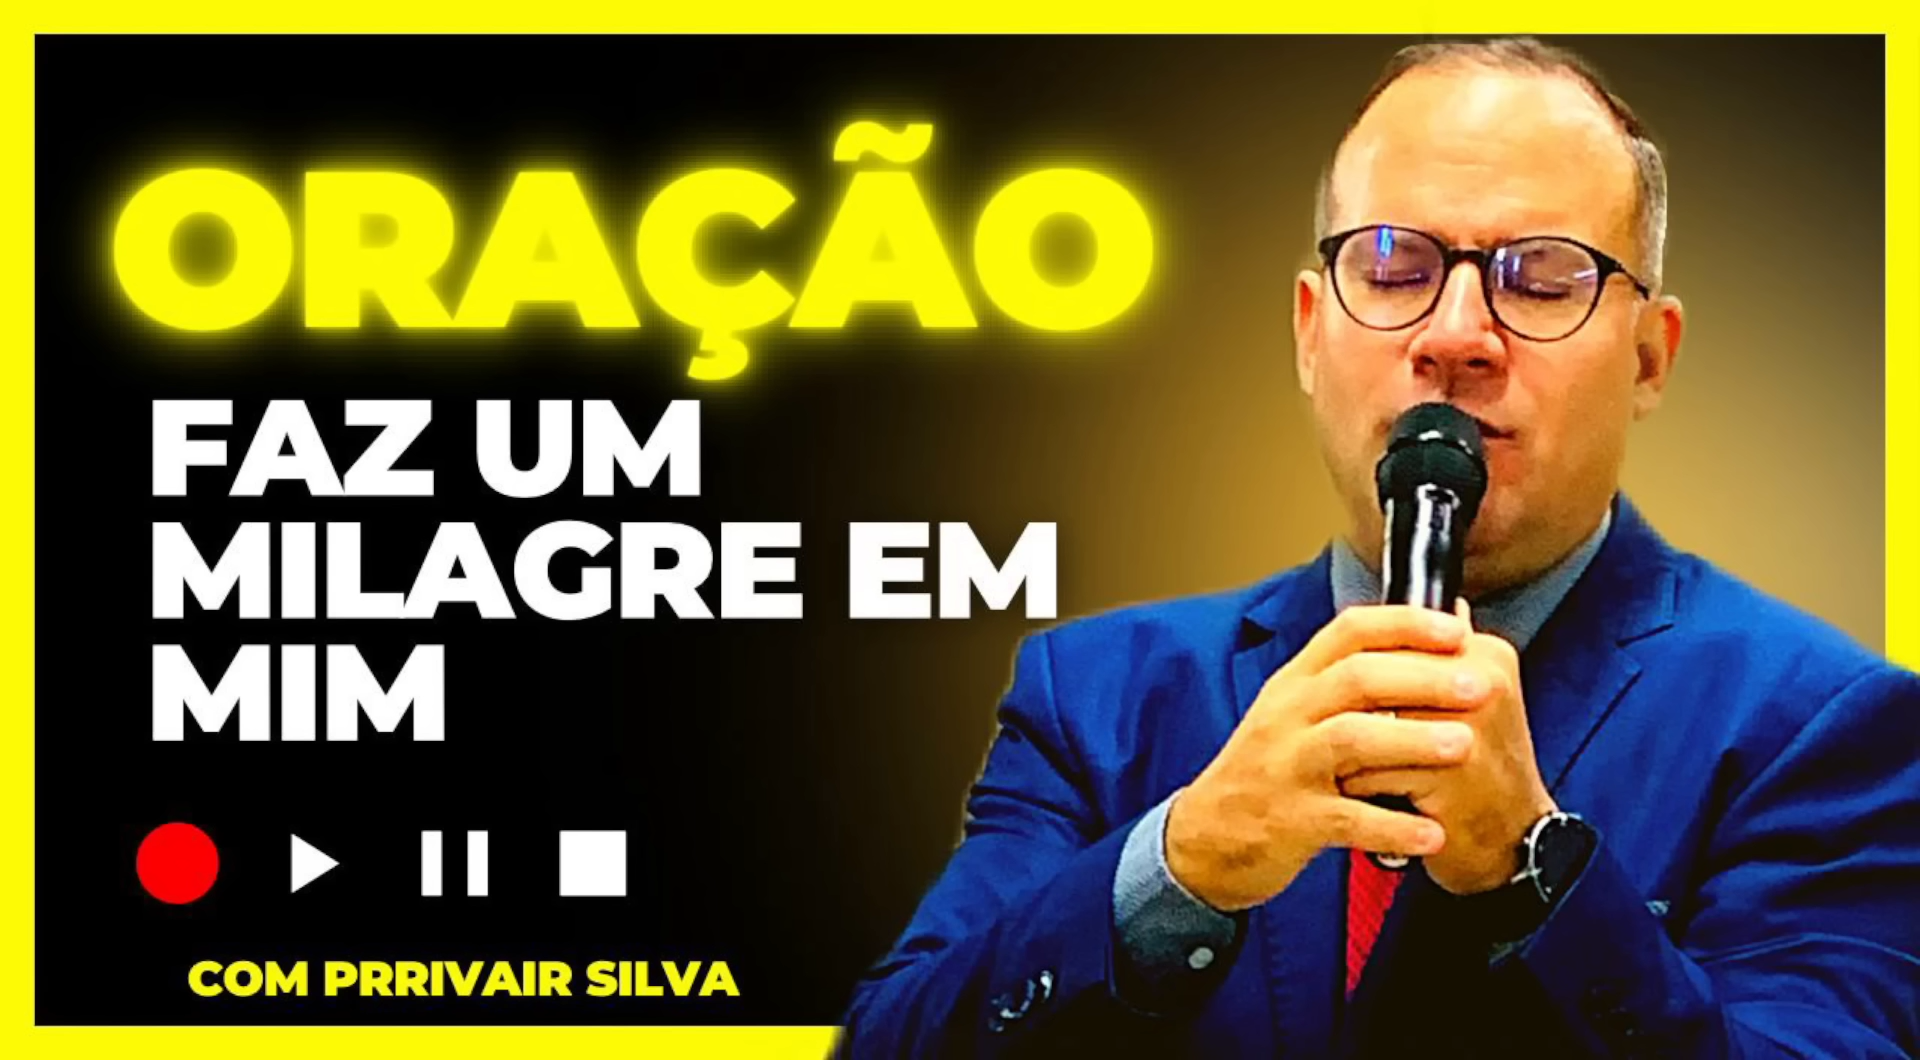 ORAÇÃO
FAZ UM
MILAGRE EM
MIM
COM PRRIVAIR SILVA